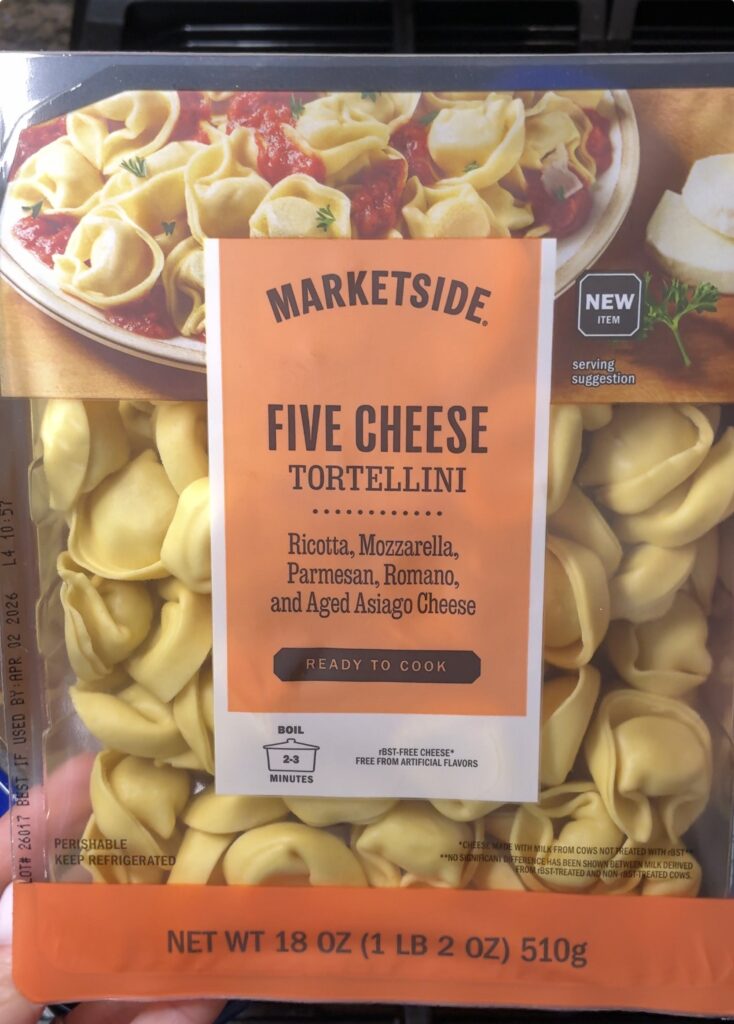 MARKETSIDE®
NEW
ITEM
serving
suggestion
FIVE CHEESE
TORTELLINI
Ricotta, Mozzarella,
Parmesan, Romano,
and Aged Asiago Cheese
READY TO COOK
BOIL
2-3
MINUTES
rBST-FREE CHEESE*
FREE FROM ARTIFICIAL FLAVORS
LOT# 26017 BEST IF USED BY:APR 02 2026 L4 10:57
PERISHABLE
KEEP REFRIGERATED
*CHEESE MADE WITH MILK FROM COWS NOT TREATED WITH rBST**
**NO SIGNIFICANT DIFFERENCE HAS BEEN SHOWN BETWEEN MILK DERIVED
FROM rBST-TREATED AND NON-rBST-TREATED COWS.
NET WT 18 OZ (1 LB 2 OZ) 510g